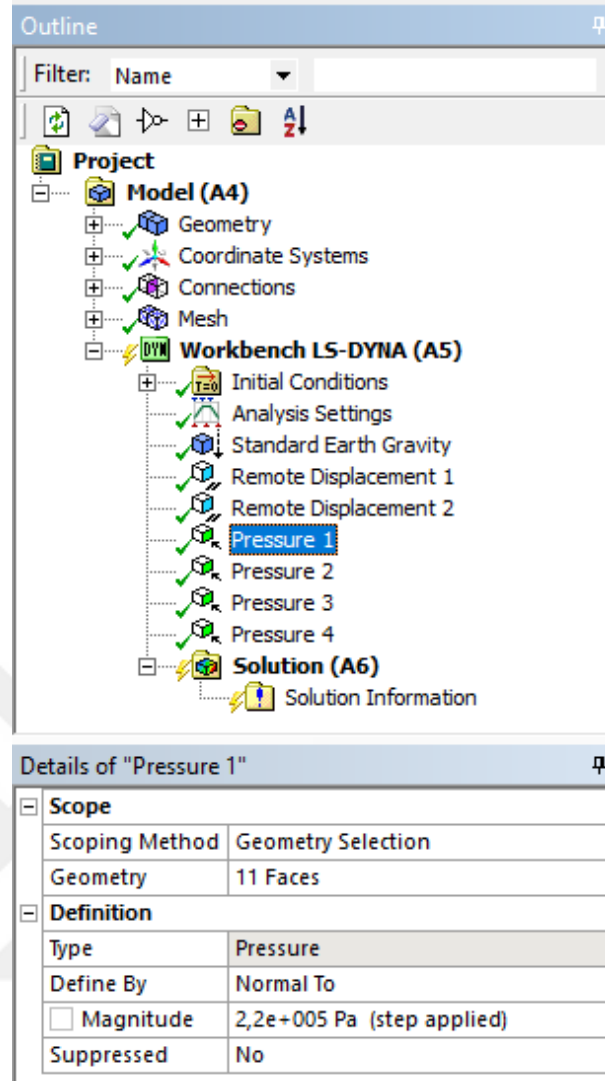 Outline
Filter: Name
Project
Model (A4)
Geometry
Coordinate Systems
Connections
Mesh
Workbench LS-DYNA (A5)
Initial Conditions
Analysis Settings
Standard Earth Gravity
Remote Displacement 1
Remote Displacement 2
Pressure 1
Pressure 2
Pressure 3
Pressure 4
Solution (A6)
Solution Information
Details of "Pressure 1"
Scope
Scoping Method Geometry Selection
Geometry 11 Faces
Definition
Type Pressure
Define By Normal To
Magnitude 2,2e+005 Pa (step applied)
Suppressed No